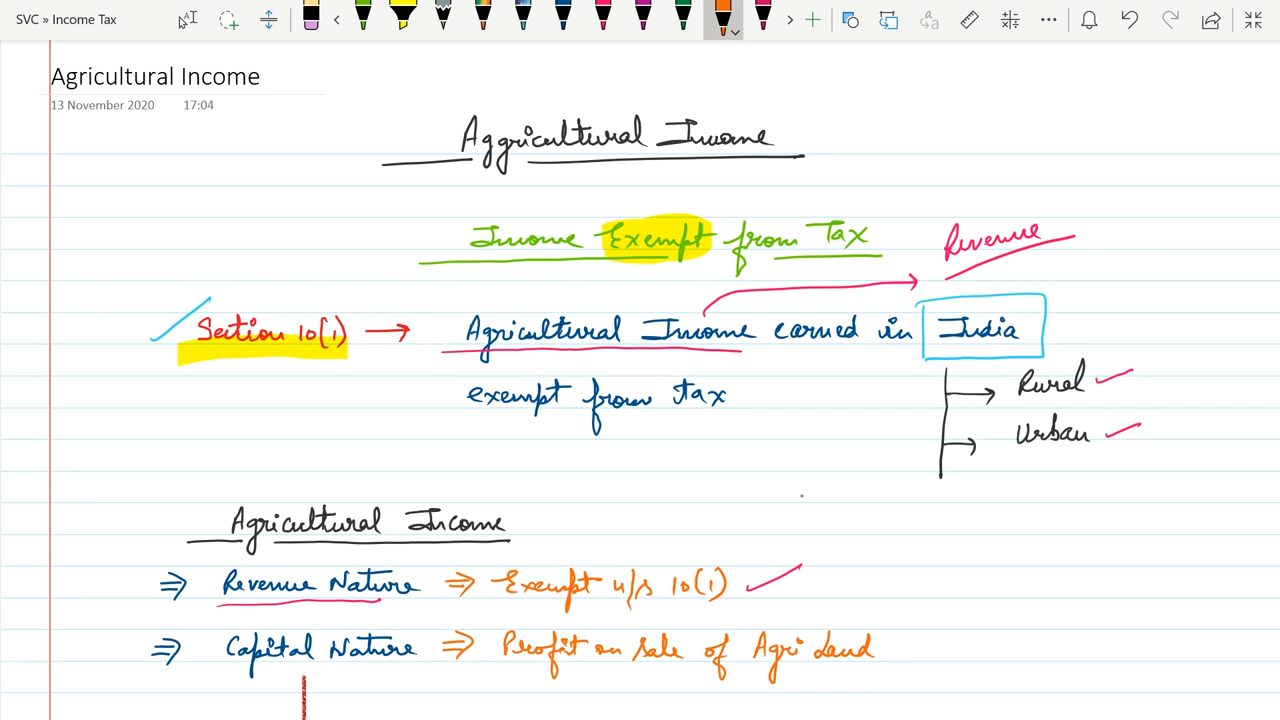 SVC » Income Tax
Agricultural Income
13 November 2020 17:04
Aggricultural Income
Income Exempt from Tax
Revenue
Section 10(1) → Agricultural Income earned in India
exempt from tax
Rural
Urban
Agricultural Income
⇒ Revenue Nature ⇒ Exempt u/s 10(1)
⇒ Capital Nature ⇒ Profit on sale of Agri Land